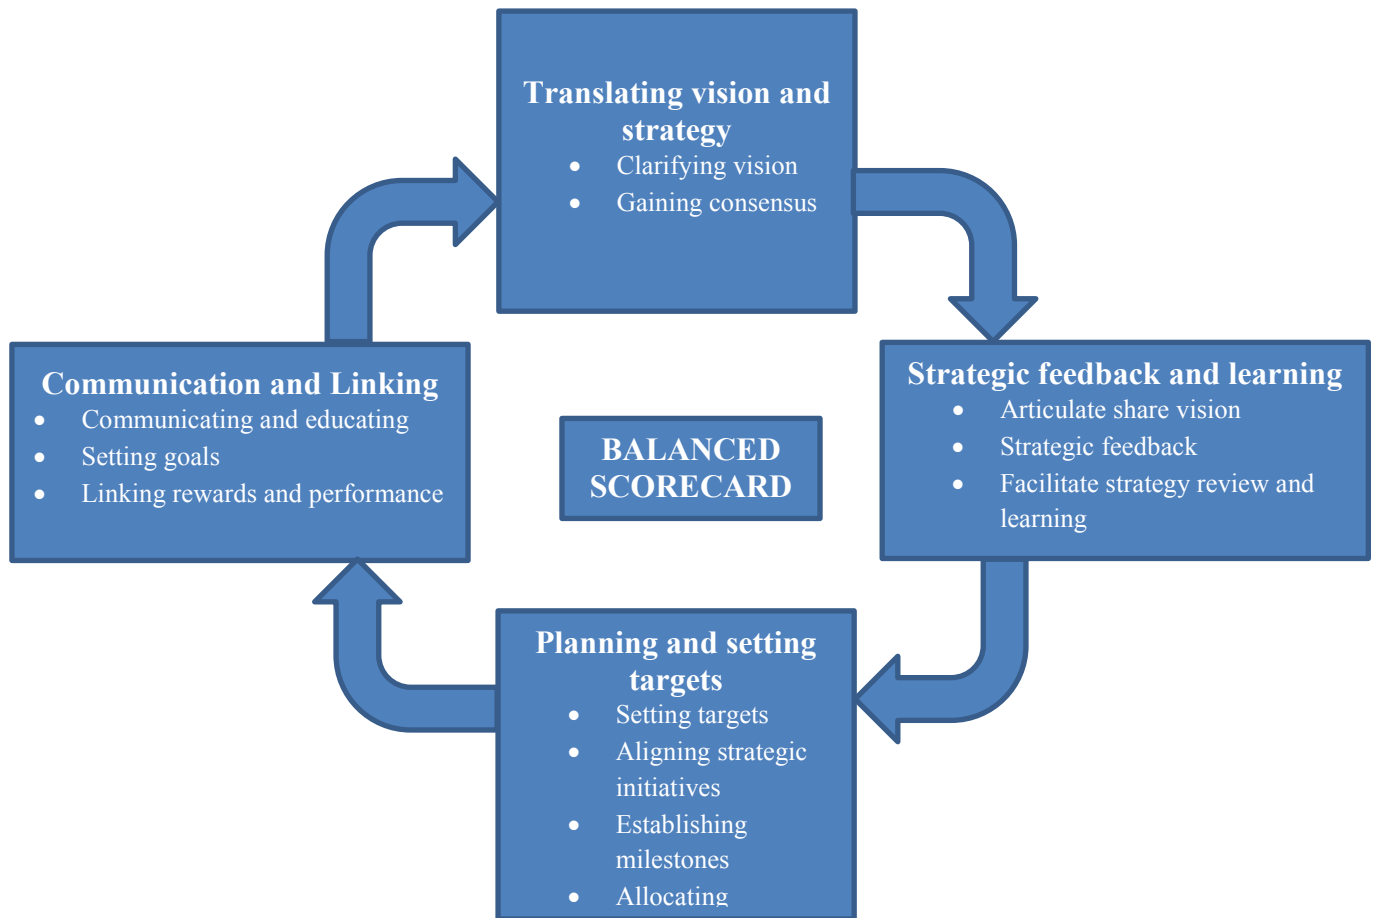 Translating vision and
strategy
• Clarifying vision
• Gaining consensus
Communication and Linking
• Communicating and educating
• Setting goals
• Linking rewards and performance
BALANCED
SCORECARD
Strategic feedback and learning
• Articulate share vision
• Strategic feedback
• Facilitate strategy review and
learning
Planning and setting
targets
• Setting targets
• Aligning strategic
initiatives
• Establishing
milestones
• Allocating